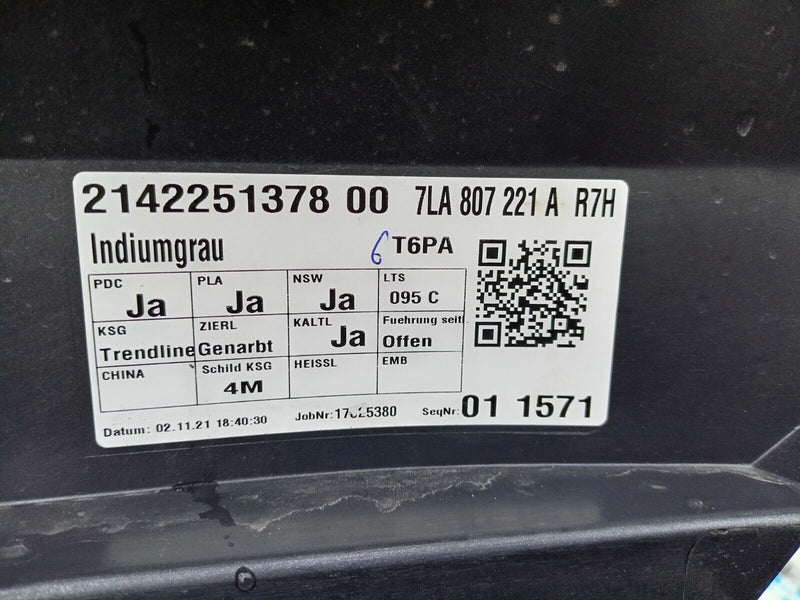 2142251378 00 7LA 807 221 A R7H
Indiumgrau 6 T6PA
PDC Ja PLA Ja NSW Ja LTS 095 C
KSG Trendline ZIERL Genarbt KALTL Ja Fuehrung seitl Offen
CHINA Schild KSG 4M HEISSL EMB
Datum: 02.11.21 18:40:30 JobNr: SeqNr: 01 1571